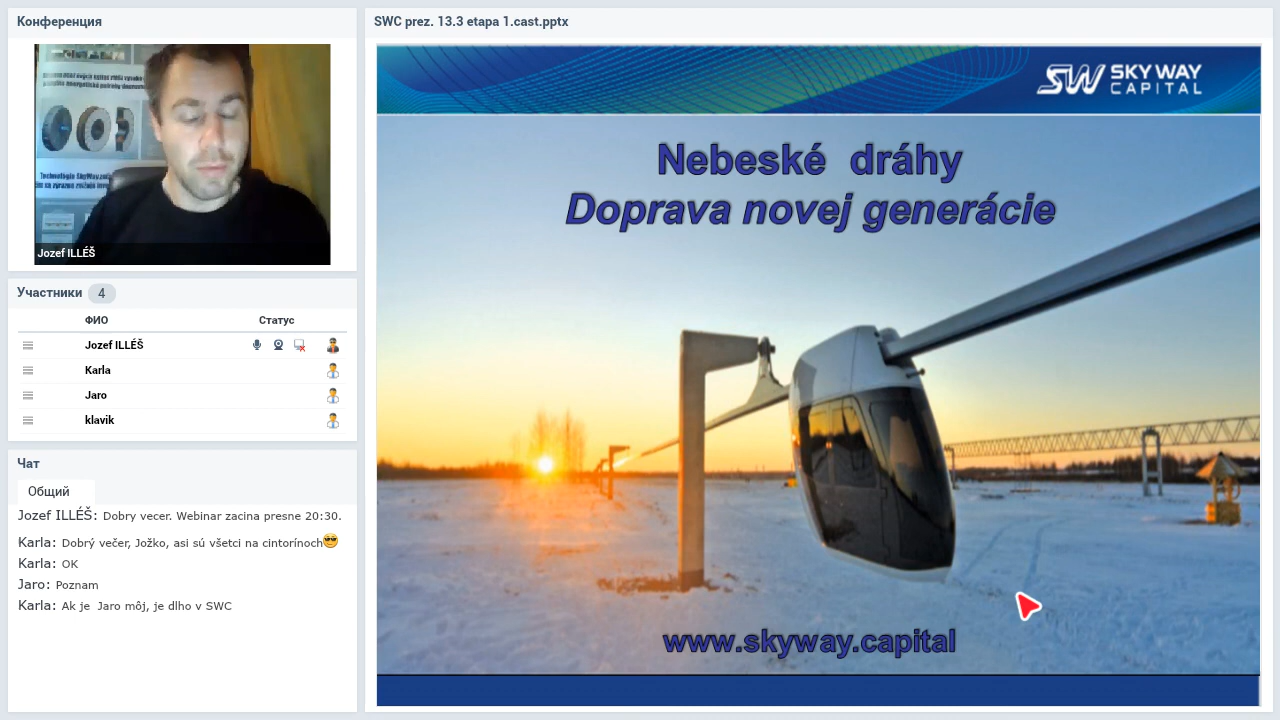 Конференция
Jozef ILLÉŠ
Участники 4
ФИО Статус
Jozef ILLÉŠ
Karla
Jaro
klavik
Чат
Общий
Jozef ILLÉŠ: Dobry vecer. Webinar zacina presne 20:30.
Karla: Dobrý večer, Jožko, asi sú všetci na cintorínoch
Karla: OK
Jaro: Poznam
Karla: Ak je Jaro môj, je dlho v SWC
SWC prez. 13.3 etapa 1.cast.pptx
SW SKY WAY
CAPITAL
Nebeské dráhy
Doprava novej generácie
www.skyway.capital